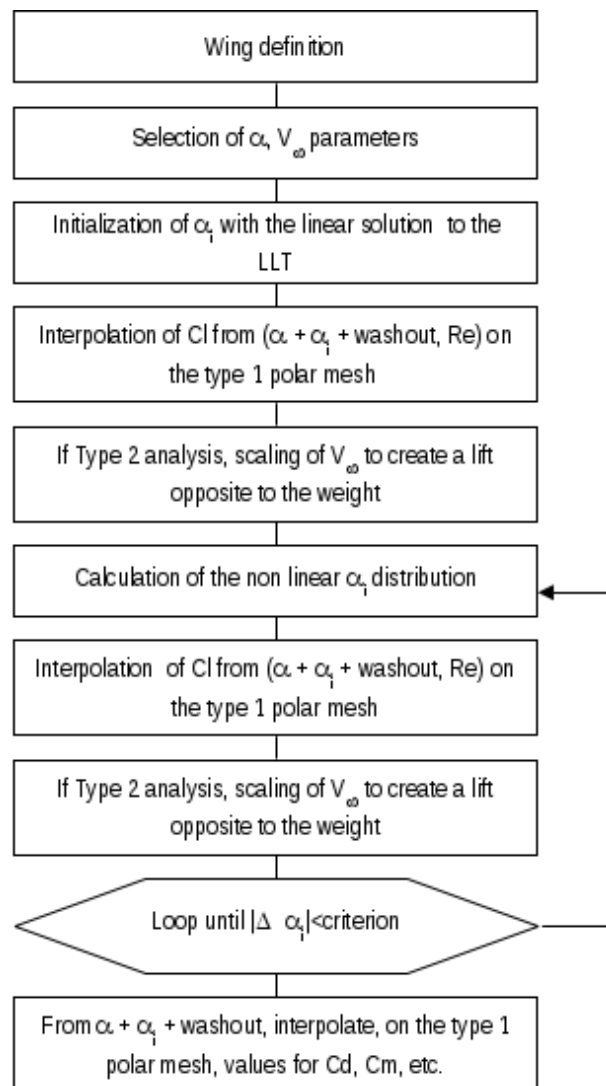 Wing definition
Selection of α, V∞ parameters
Initialization of αi with the linear solution to the
LLT
Interpolation of Cl from (α + αi + washout, Re) on
the type 1 polar mesh
If Type 2 analysis, scaling of V∞ to create a lift
opposite to the weight
Calculation of the non linear αi distribution
Interpolation of Cl from (α + αi + washout, Re) on
the type 1 polar mesh
If Type 2 analysis, scaling of V∞ to create a lift
opposite to the weight
Loop until |Δ αi|<criterion
From α + αi + washout, interpolate, on the type 1
polar mesh, values for Cd, Cm, etc.